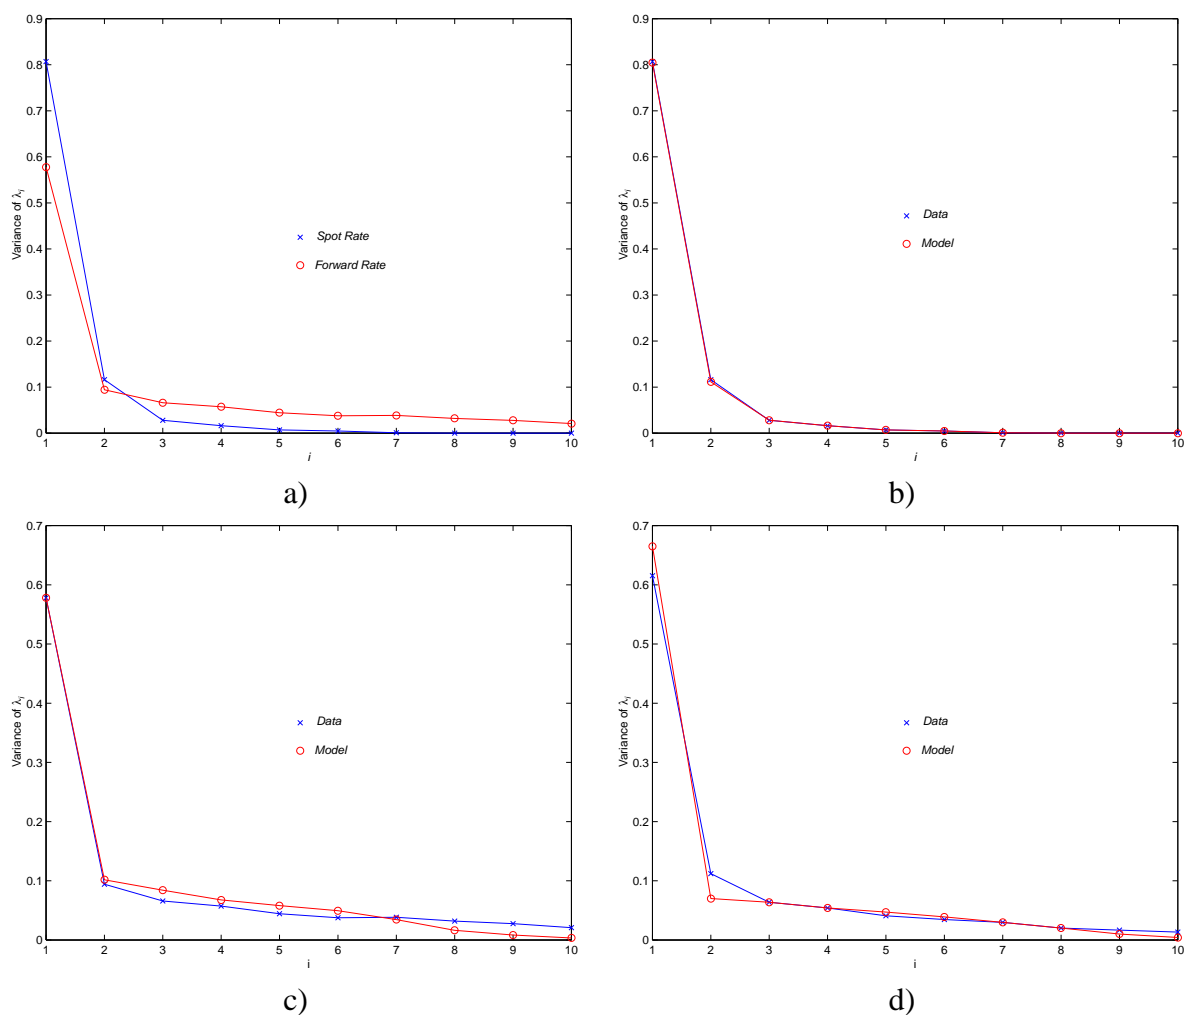 0.9
0.8
0.7
0.6
0.5
0.4
0.3
0.2
0.1
0
Variance of λj
Spot Rate
Forward Rate
1 2 3 4 5 6 7 8 9 10
i
a)
0.9
0.8
0.7
0.6
0.5
0.4
0.3
0.2
0.1
0
Variance of λj
Data
Model
1 2 3 4 5 6 7 8 9 10
i
b)
0.7
0.6
0.5
0.4
0.3
0.2
0.1
0
Variance of λj
Data
Model
1 2 3 4 5 6 7 8 9 10
i
c)
0.7
0.6
0.5
0.4
0.3
0.2
0.1
0
Variance of λj
Data
Model
1 2 3 4 5 6 7 8 9 10
i
d)